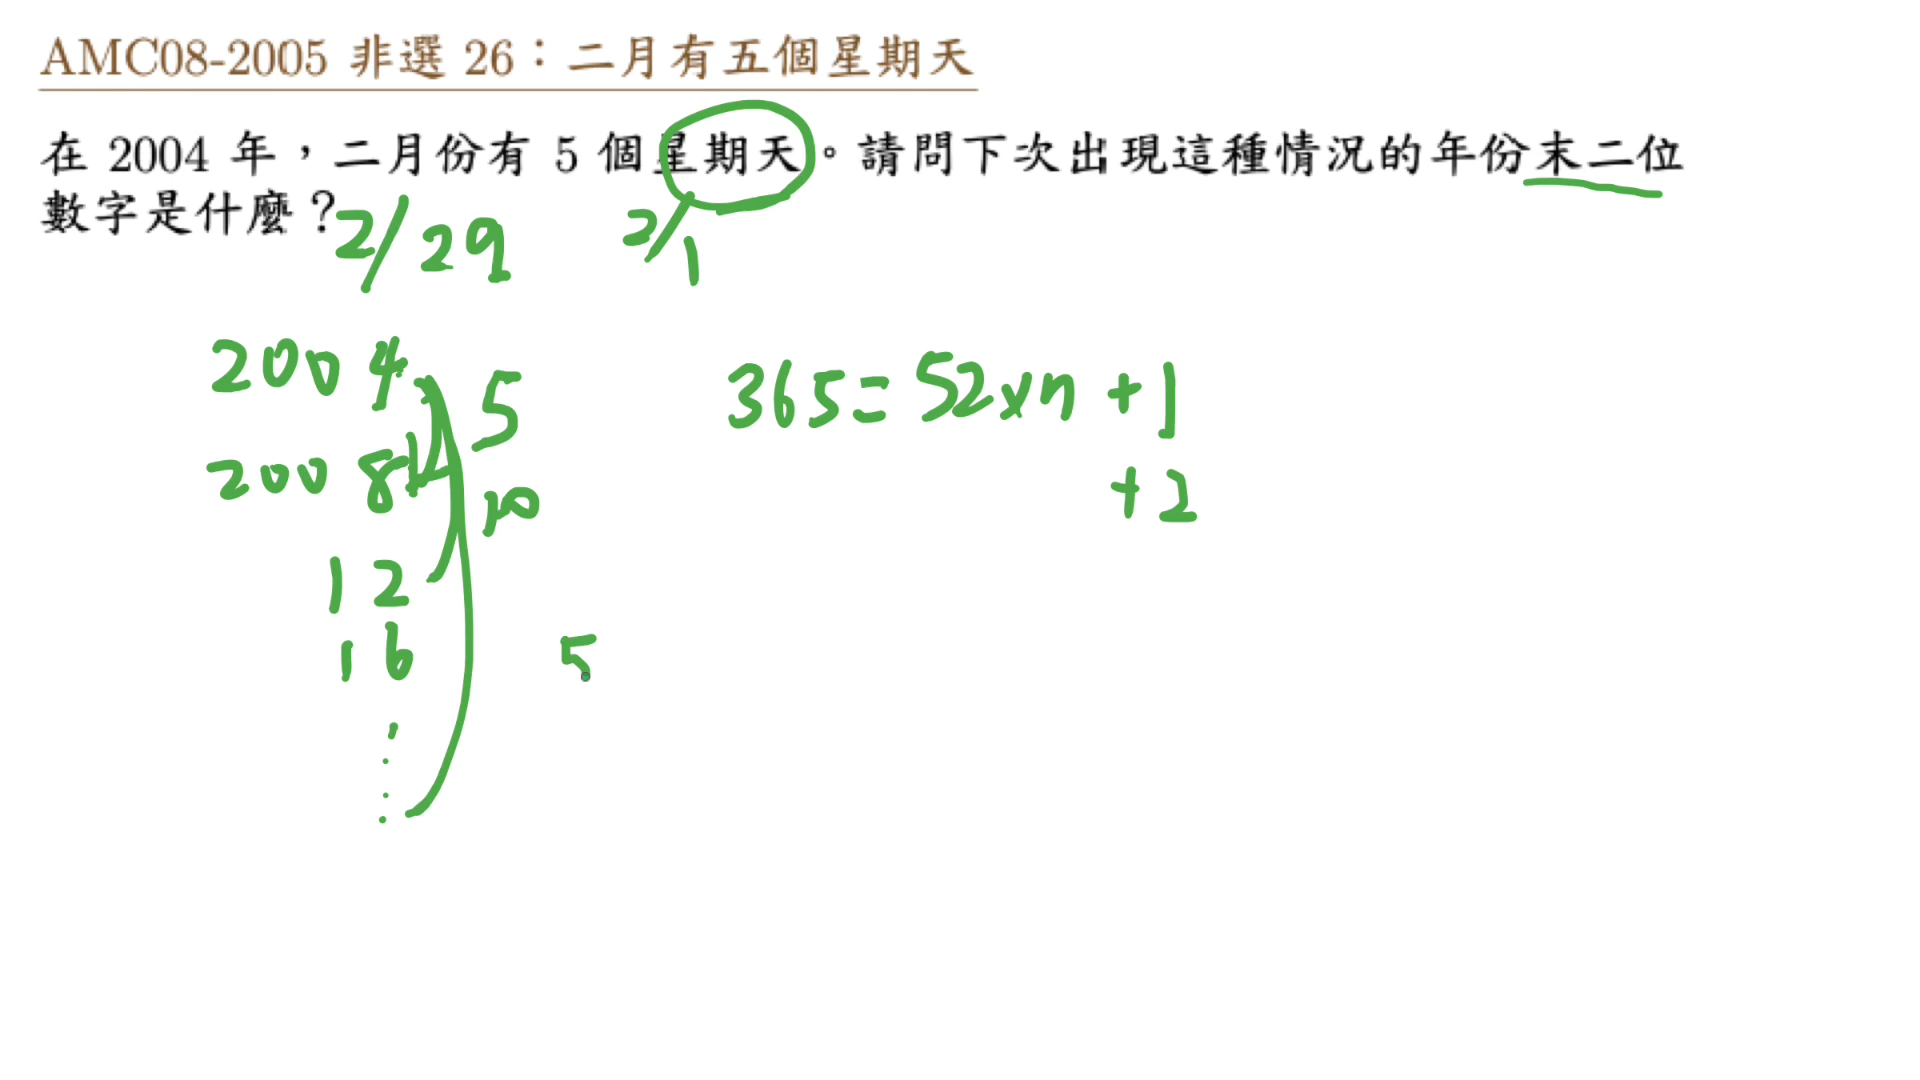 AMC08-2005 非選 26：二月有五個星期天
在 2004 年，二月份有 5 個星期天。請問下次出現這種情況的年份末二位
數字是什麼？
2/29 2/1
2004 5 365=52×7+1
2008 10 +2
12
16 5